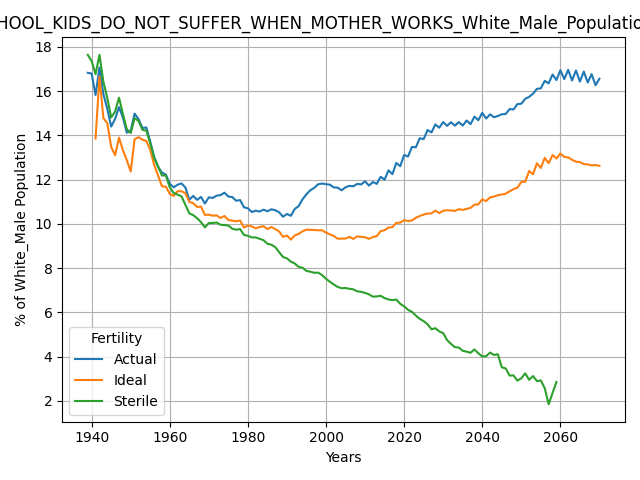 HOOL_KIDS_DO_NOT_SUFFER_WHEN_MOTHER_WORKS_White_Male_Populatio
% of White_Male Population
18
16
14
12
10
8
6
4
2
Fertility
Actual
Ideal
Sterile
1940 1960 1980 2000 2020 2040 2060
Years